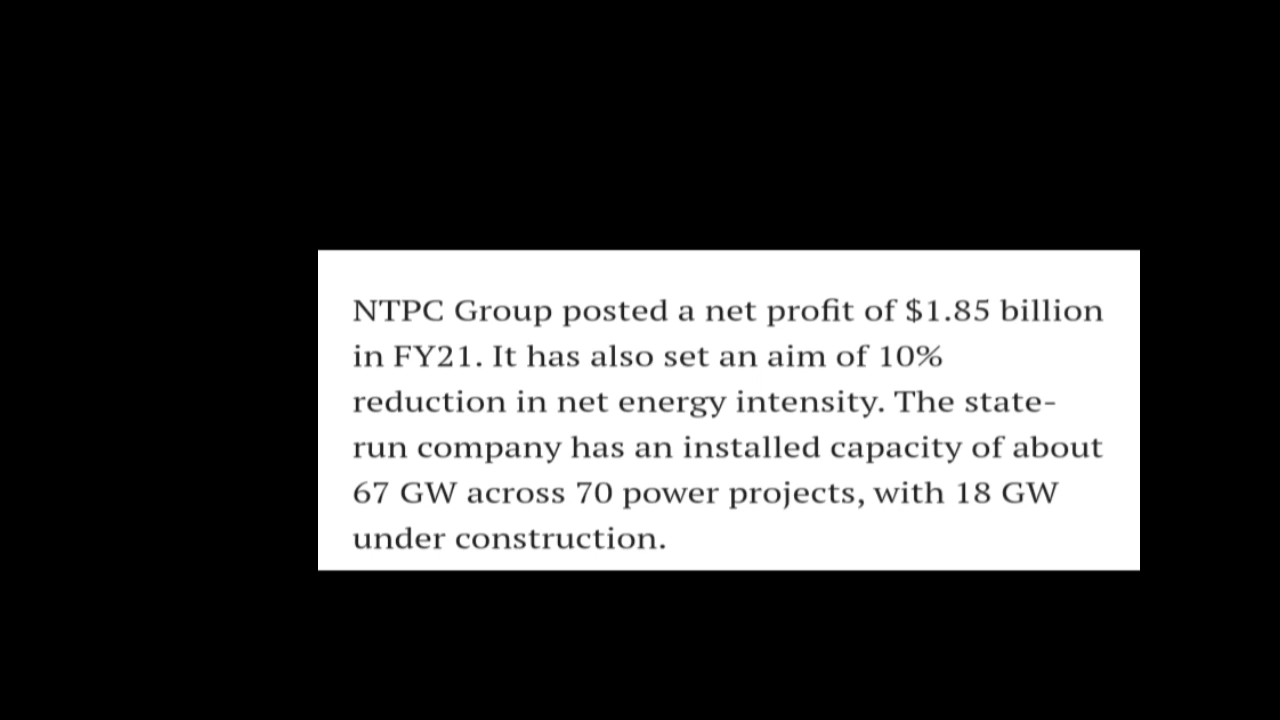 NTPC Group posted a net profit of $1.85 billion
in FY21. It has also set an aim of 10%
reduction in net energy intensity. The state-
run company has an installed capacity of about
67 GW across 70 power projects, with 18 GW
under construction.